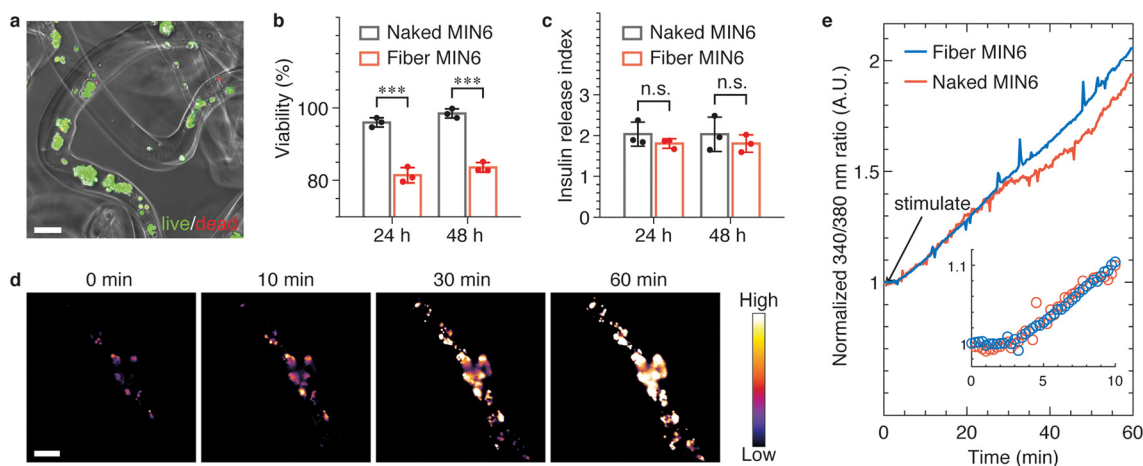 a
live/dead
b
Naked MIN6
Fiber MIN6
Viability (%)
100
80
***
***
24 h
48 h
c
Naked MIN6
Fiber MIN6
Insulin release index
5
4
3
2
1
0
n.s.
n.s.
24 h
48 h
d
0 min
10 min
30 min
60 min
High
Low
e
Fiber MIN6
Naked MIN6
Normalized 340/380 nm ratio (A.U.)
2.0
1.5
1
stimulate
1.1
1
0
5
10
0
20
40
60
Time (min)